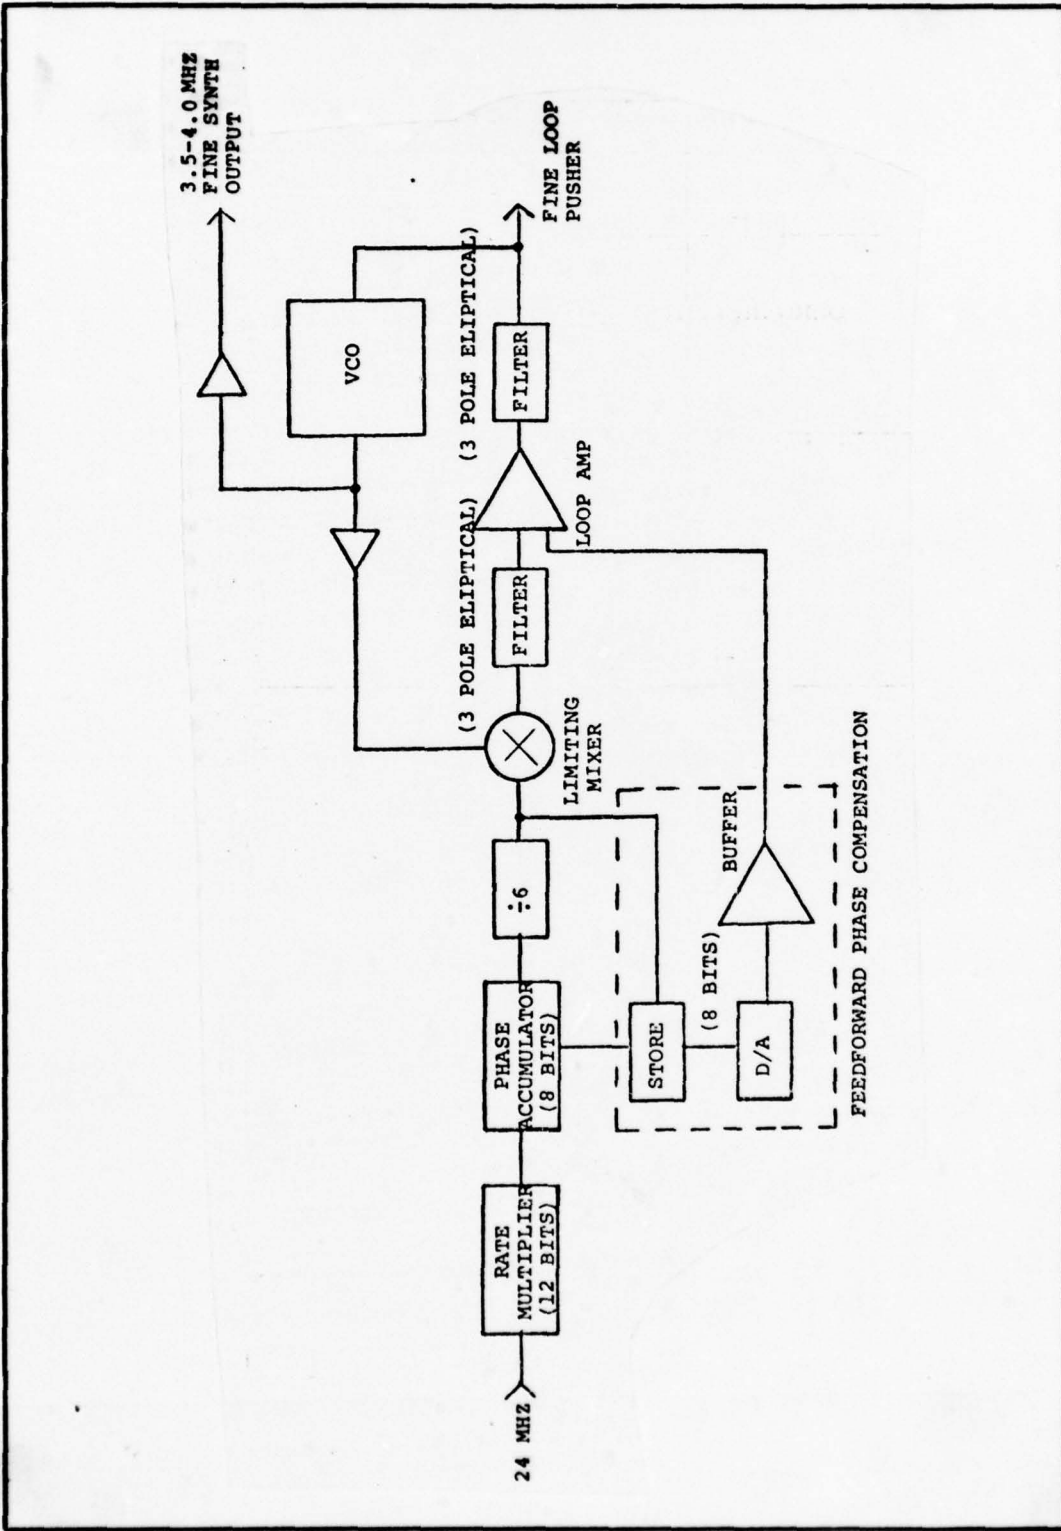 3.5-4.0 MHZ
FINE SYNTH
OUTPUT
VCO
(3 POLE ELIPTICAL)
(3 POLE ELIPTICAL)
24 MHZ
RATE
MULTIPLIER
(12 BITS)
PHASE
ACCUMULATOR
(8 BITS)
÷6
LIMITING
MIXER
FILTER
LOOP AMP
FILTER
FINE LOOP
PUSHER
STORE
(8 BITS)
D/A
BUFFER
FEEDFORWARD PHASE COMPENSATION